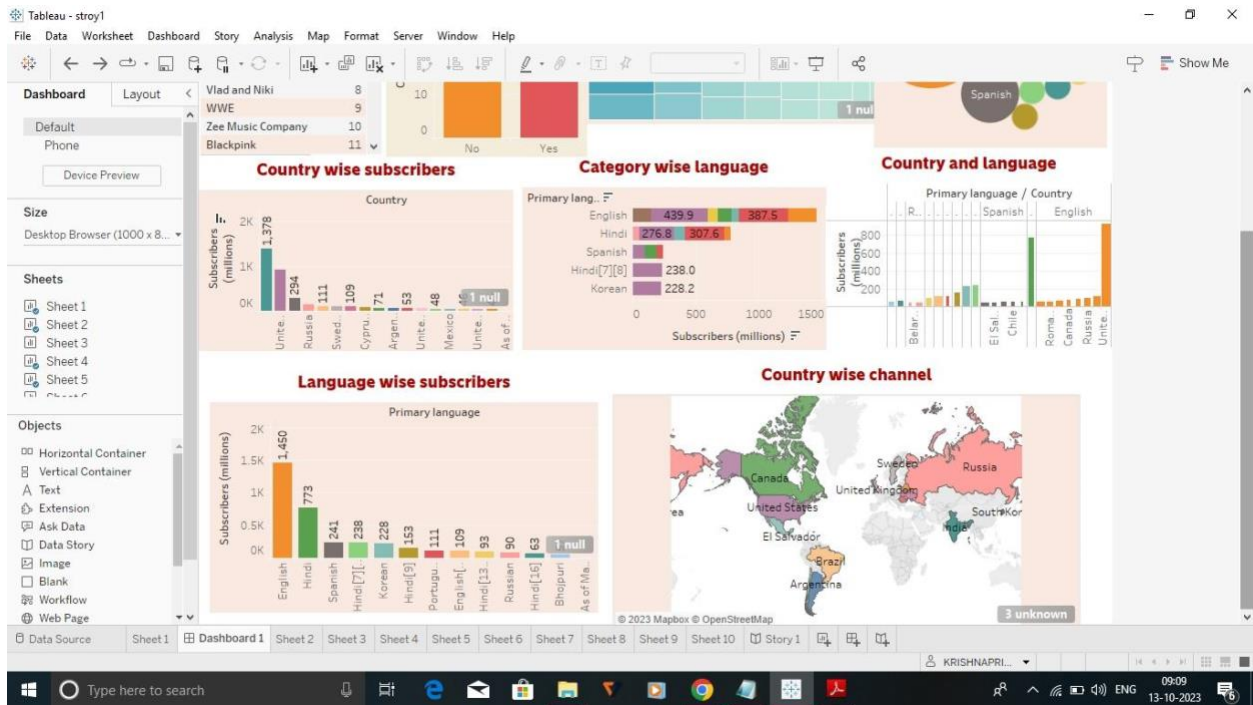 Tableau - stroy1
File Data Worksheet Dashboard Story Analysis Map Format Server Window Help
Show Me
Dashboard Layout
Default
Phone
Device Preview
Size
Desktop Browser (1000 x 8...
Sheets
Sheet 1
Sheet 2
Sheet 3
Sheet 4
Sheet 5
Objects
Horizontal Container
Vertical Container
Text
Extension
Ask Data
Data Story
Image
Blank
Workflow
Web Page
Vlad and Niki 8
WWE 9
Zee Music Company 10
Blackpink 11
10
0
No Yes
1 nul
Spanish
Country wise subscribers
Country
Subscribers (millions)
2K
1K
0K
1,378
294
111
109
71
53
48
1 null
Unite..
Russia
Swed..
Cypru..
Argen..
Unite..
Mexico
Unite..
As of..
Category wise language
Primary lang..
English 439.9 387.5
Hindi 276.8 307.6
Spanish
Hindi[7][8] 238.0
Korean 228.2
0 500 1000 1500
Subscribers (millions)
Country and language
Primary language / Country
R.. Spanish English
Subscribers (millions)
800
600
400
200
Belar..
El Sal..
Chile
Roma..
Canada
Russia
Unite..
Language wise subscribers
Primary language
Subscribers (millions)
2K
1.5K
1K
0.5K
0K
1,450
773
241
238
228
153
111
109
93
90
63
1 null
English
Hindi
Spanish
Hindi[7][..
Korean
Hindi[9]
Portugu..
English[..
Hindi[13..
Russian
Hindi[16]
Bhojpuri
As of Ma..
Country wise channel
Canada
United States
El Salvador
Brazil
Argentina
Sweden
United Kingdom
Russia
South Kor
India
ea
© 2023 Mapbox © OpenStreetMap
3 unknown
Data Source Sheet 1 Dashboard 1 Sheet 2 Sheet 3 Sheet 4 Sheet 5 Sheet 6 Sheet 7 Sheet 8 Sheet 9 Sheet 10 Story 1
KRISHNAPRI...
Type here to search
ENG
09:09
13-10-2023
6